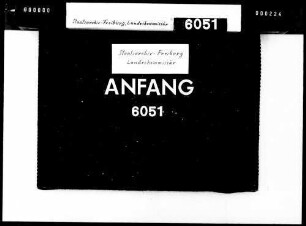 000000
000224
Staatsarchiv Freiburg, Landeskommissär
6051
Staatsarchiv Freiburg
Landeskommissär
ANFANG
6051